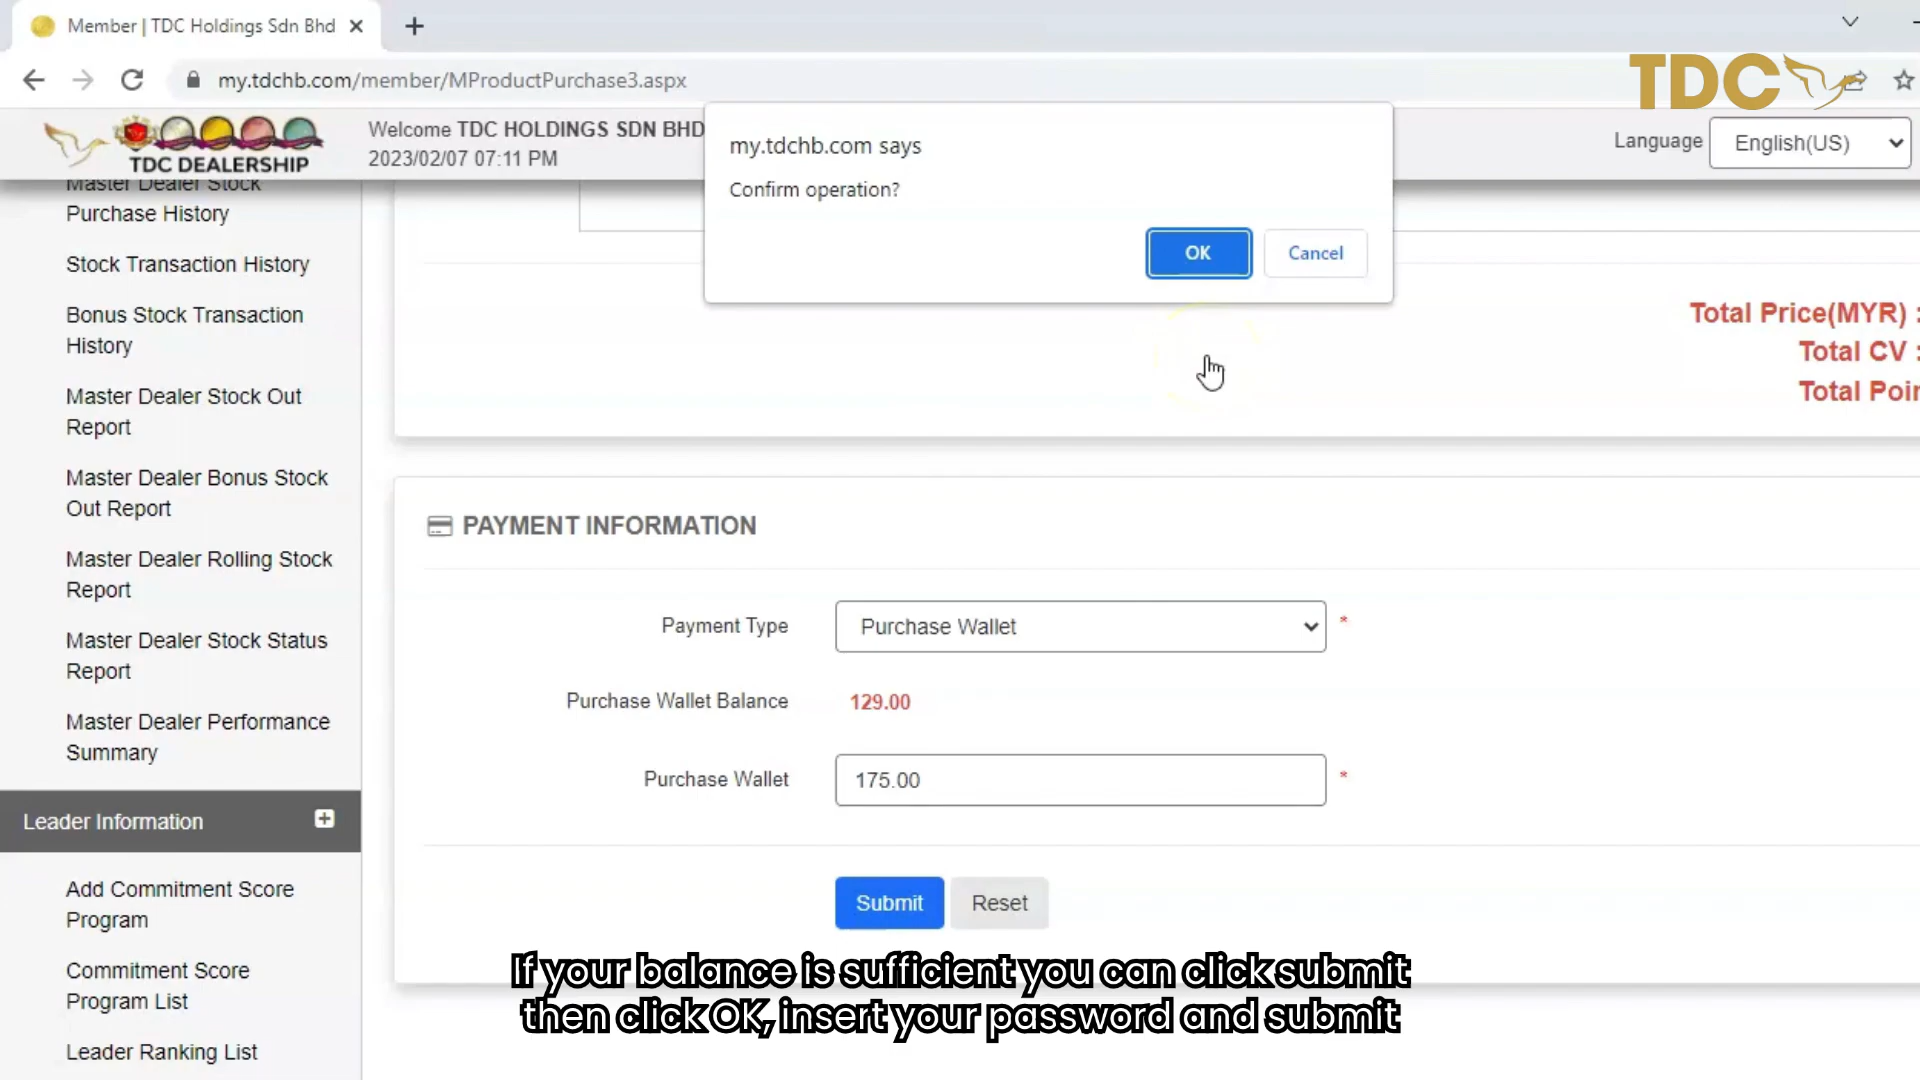 Member | TDC Holdings Sdn Bhd
my.tdchb.com/member/MProductPurchase3.aspx
TDC
TDC DEALERSHIP
Welcome TDC HOLDINGS SDN BHD
2023/02/07 07:11 PM
my.tdchb.com says
Confirm operation?
OK
Cancel
Language
English(US)
Master Dealer Stock
Purchase History
Stock Transaction History
Bonus Stock Transaction
History
Master Dealer Stock Out
Report
Master Dealer Bonus Stock
Out Report
Master Dealer Rolling Stock
Report
Master Dealer Stock Status
Report
Master Dealer Performance
Summary
Leader Information
Add Commitment Score
Program
Commitment Score
Program List
Leader Ranking List
Total Price(MYR) :
Total CV :
Total Poin
PAYMENT INFORMATION
Payment Type
Purchase Wallet
*
Purchase Wallet Balance
129.00
Purchase Wallet
175.00
*
Submit
Reset
If your balance is sufficient you can click submit
then click OK, insert your password and submit